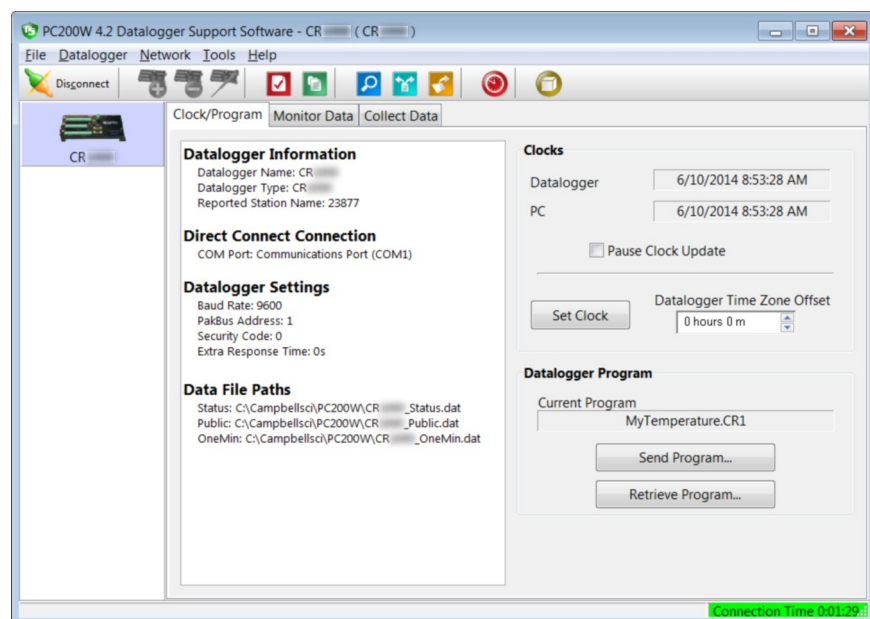 PC200W 4.2 Datalogger Support Software - CR ( CR )
File Datalogger Network Tools Help
Disconnect
CR
Clock/Program Monitor Data Collect Data
Datalogger Information
Datalogger Name: CR
Datalogger Type: CR
Reported Station Name: 23877
Direct Connect Connection
COM Port: Communications Port (COM1)
Datalogger Settings
Baud Rate: 9600
PakBus Address: 1
Security Code: 0
Extra Response Time: 0s
Data File Paths
Status: C:\Campbellsci\PC200W\CR _Status.dat
Public: C:\Campbellsci\PC200W\CR _Public.dat
OneMin: C:\Campbellsci\PC200W\CR _OneMin.dat
Clocks
Datalogger 6/10/2014 8:53:28 AM
PC 6/10/2014 8:53:28 AM
Pause Clock Update
Datalogger Time Zone Offset
Set Clock 0 hours 0 m
Datalogger Program
Current Program
MyTemperature.CR1
Send Program...
Retrieve Program...
Connection Time 0:01:29